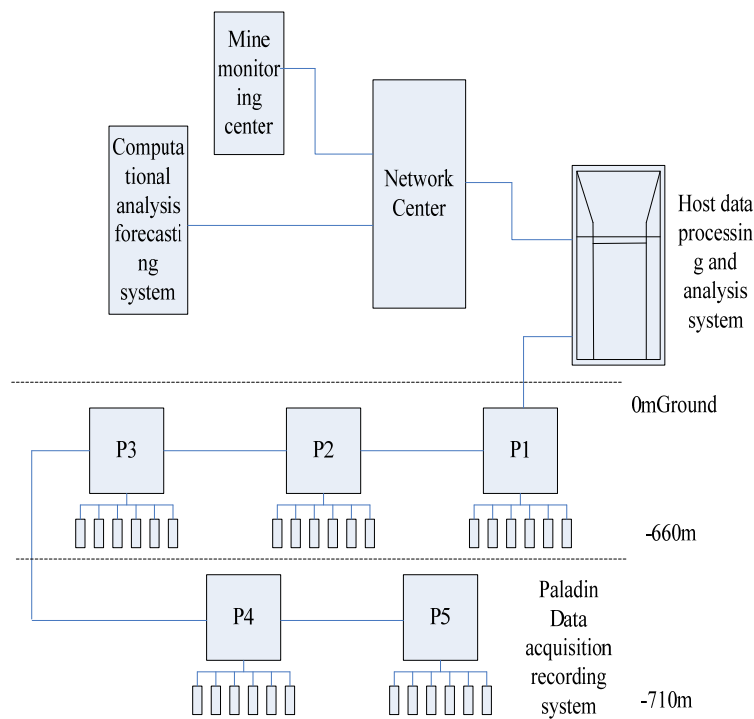 Mine
monitor
ing
center
Computa
tional
analysis
forecasti
ng
system
Network
Center
Host data
processin
g and
analysis
system
0mGround
P3
P2
P1
-660m
P4
P5
Paladin
Data
acquisition
recording
system
-710m